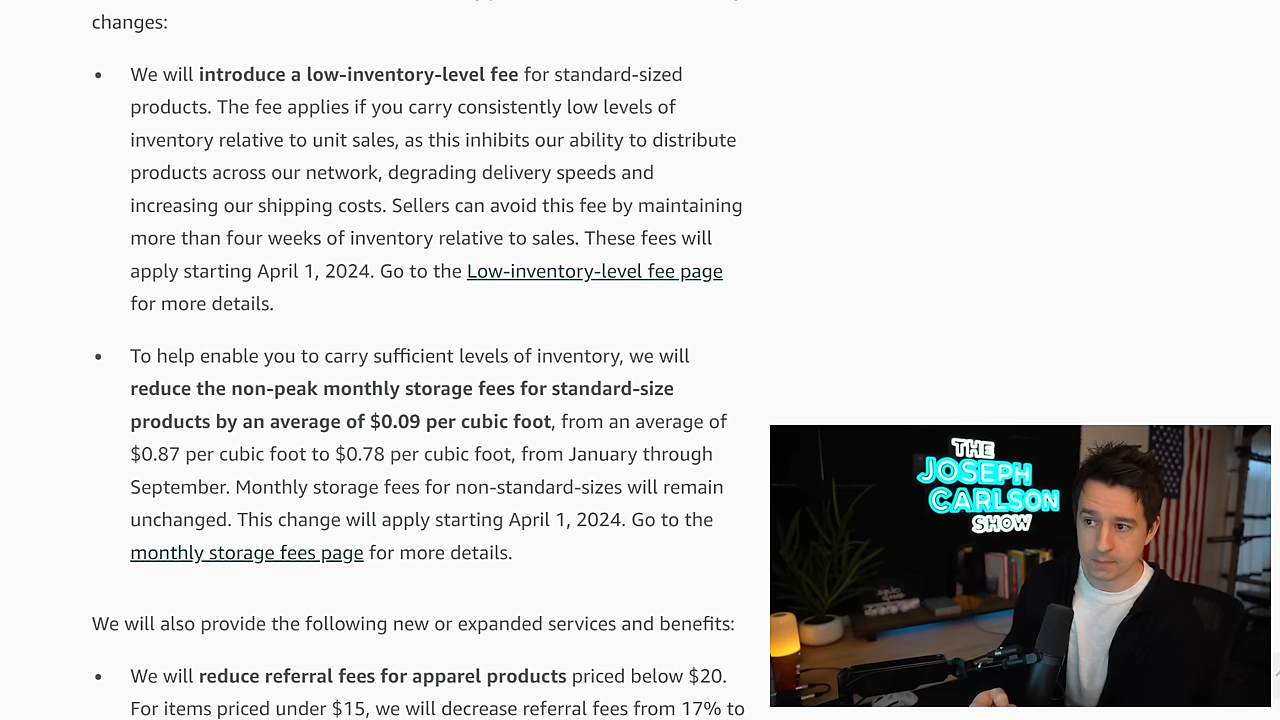 changes:
• We will introduce a low-inventory-level fee for standard-sized
products. The fee applies if you carry consistently low levels of
inventory relative to unit sales, as this inhibits our ability to distribute
products across our network, degrading delivery speeds and
increasing our shipping costs. Sellers can avoid this fee by maintaining
more than four weeks of inventory relative to sales. These fees will
apply starting April 1, 2024. Go to the Low-inventory-level fee page
for more details.
• To help enable you to carry sufficient levels of inventory, we will
reduce the non-peak monthly storage fees for standard-size
products by an average of $0.09 per cubic foot, from an average of
$0.87 per cubic foot to $0.78 per cubic foot, from January through
September. Monthly storage fees for non-standard-sizes will remain
unchanged. This change will apply starting April 1, 2024. Go to the
monthly storage fees page for more details.
We will also provide the following new or expanded services and benefits:
• We will reduce referral fees for apparel products priced below $20.
For items priced under $15, we will decrease referral fees from 17% to
THE
JOSEPH
CARLSON
SHOW